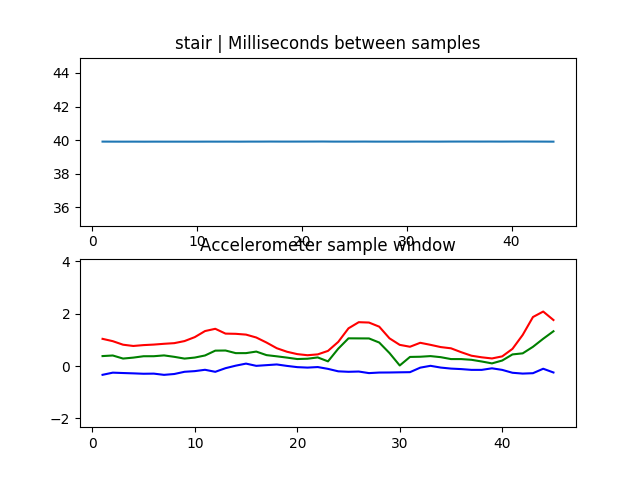 stair | Milliseconds between samples
44
42
40
38
36
0 10 20 30 40
Accelerometer sample window
4
2
0
−2
0 10 20 30 40